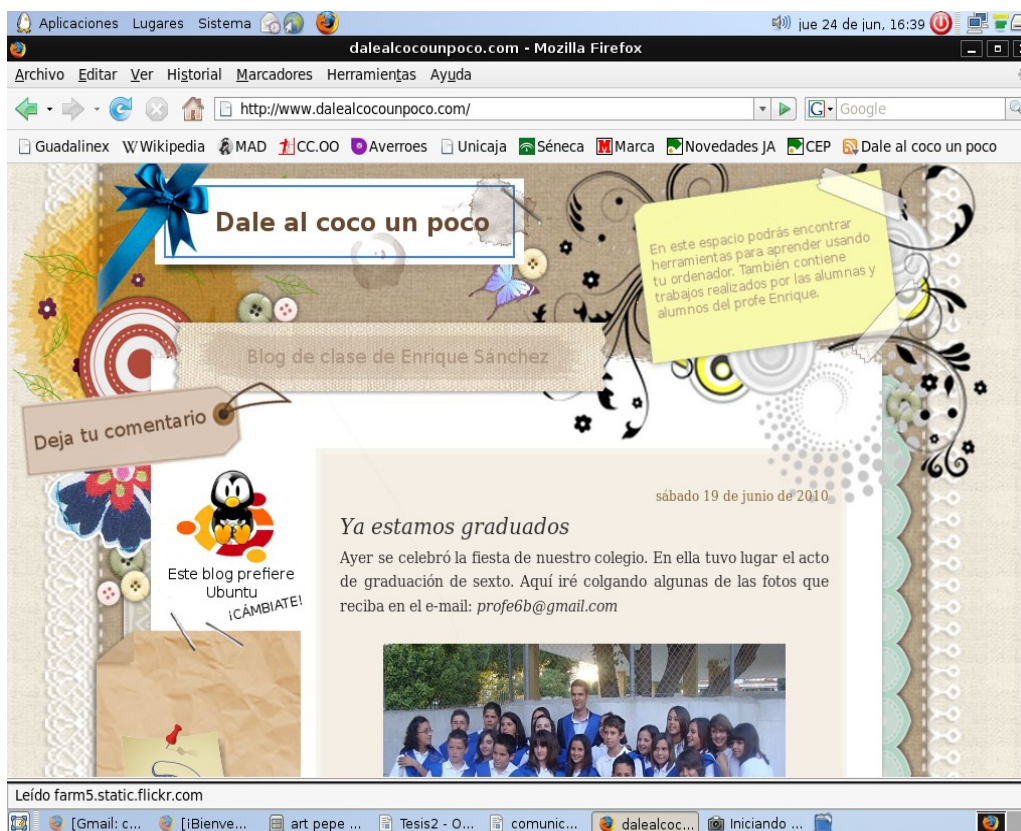 Aplicaciones Lugares Sistema
jue 24 de jun, 16:39
dalealcocounpoco.com - Mozilla Firefox
Archivo Editar Ver Historial Marcadores Herramientas Ayuda
http://www.dalealcocounpoco.com/
G
Google
Guadalinex Wikipedia MAD CC.OO Averroes Unicaja Séneca Marca Novedades JA CEP Dale al coco un poco
Dale al coco un poco
En este espacio podrás encontrar
herramientas para aprender usando
tu ordenador. También contiene
trabajos realizados por las alumnas y
alumnos del profe Enrique.
Blog de clase de Enrique Sánchez
Deja tu comentario
Este blog prefiere
Ubuntu
¡CÁMBIATE!
sábado 19 de junio de 2010
Ya estamos graduados
Ayer se celebró la fiesta de nuestro colegio. En ella tuvo lugar el acto
de graduación de sexto. Aquí iré colgando algunas de las fotos que
reciba en el e-mail: profe6b@gmail.com
Leído farm5.static.flickr.com
[Gmail: c... [¡Bienve... art pepe ... Tesis2 - O... comunic... dalealcoc... Iniciando ...